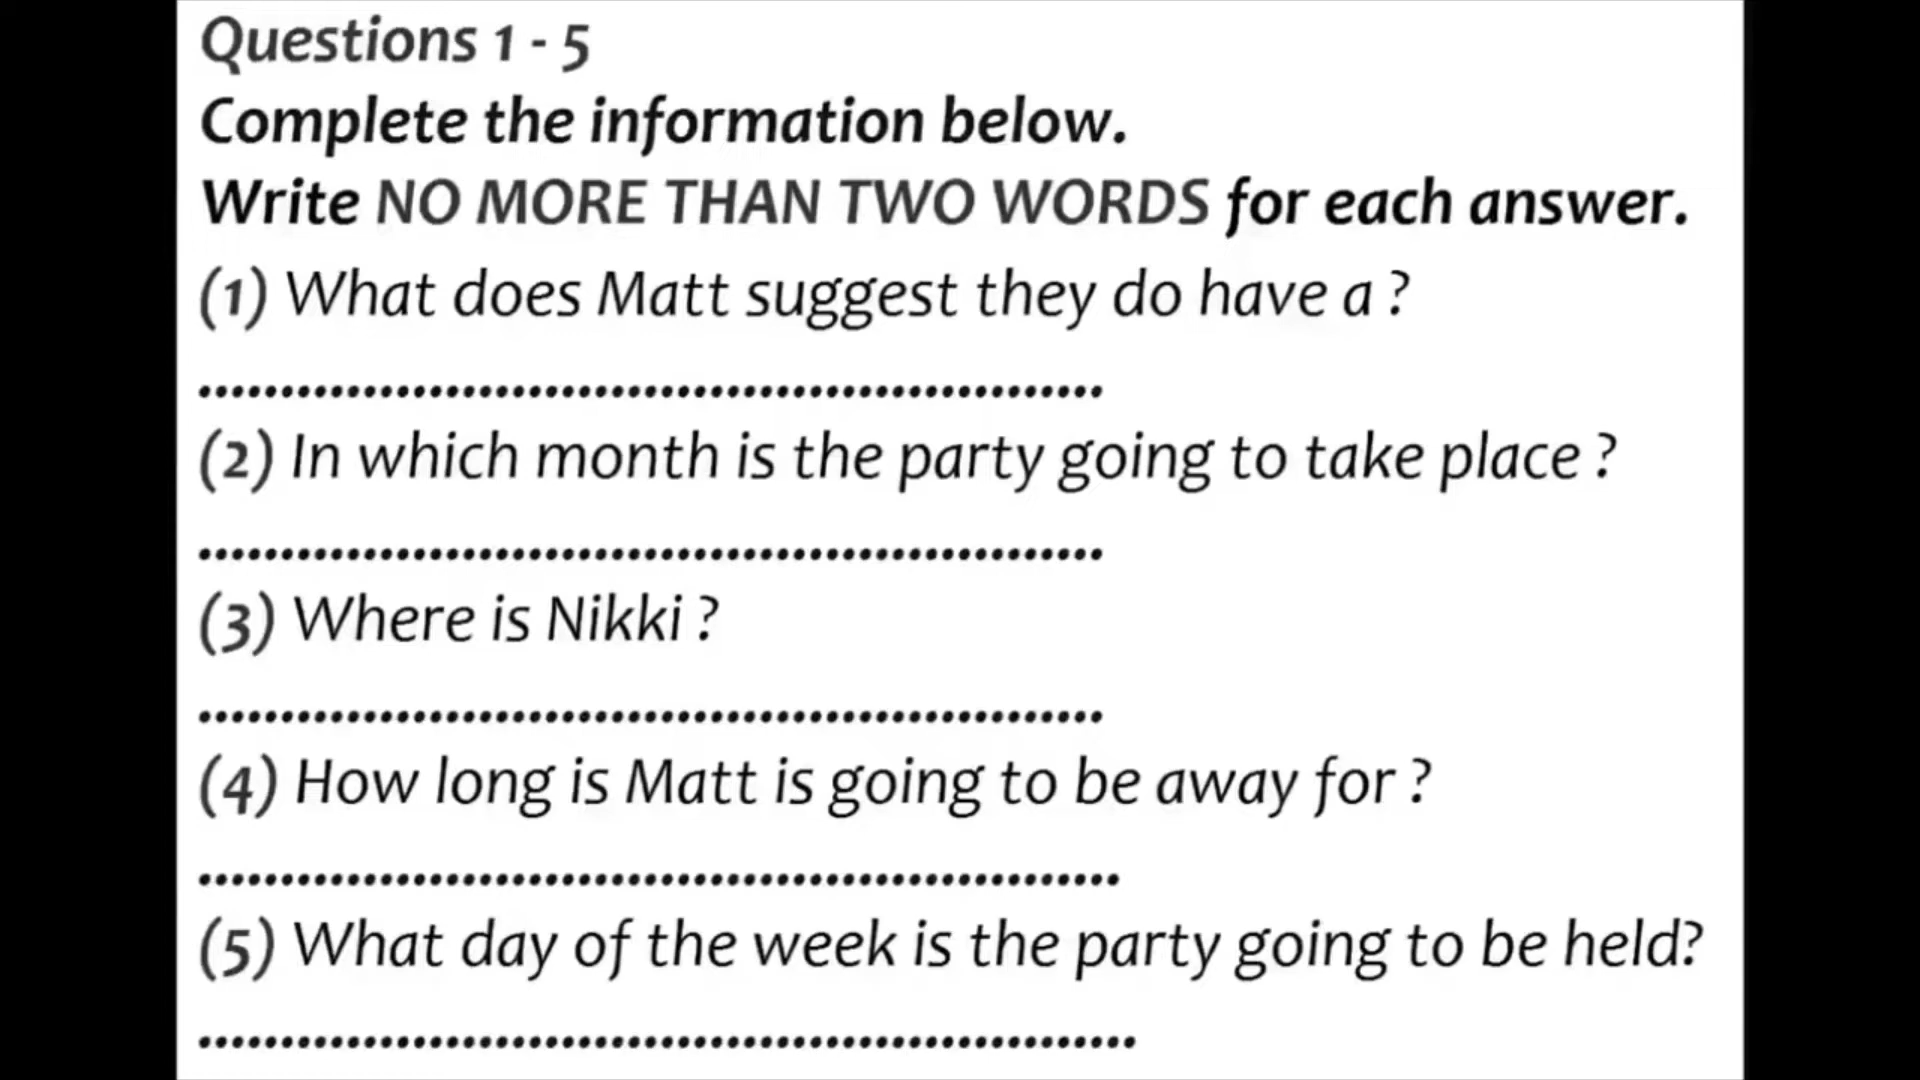 Questions 1 - 5
Complete the information below.
Write NO MORE THAN TWO WORDS for each answer.
(1) What does Matt suggest they do have a ?
.......................................................
(2) In which month is the party going to take place ?
.......................................................
(3) Where is Nikki ?
.......................................................
(4) How long is Matt is going to be away for ?
........................................................
(5) What day of the week is the party going to be held?
.........................................................